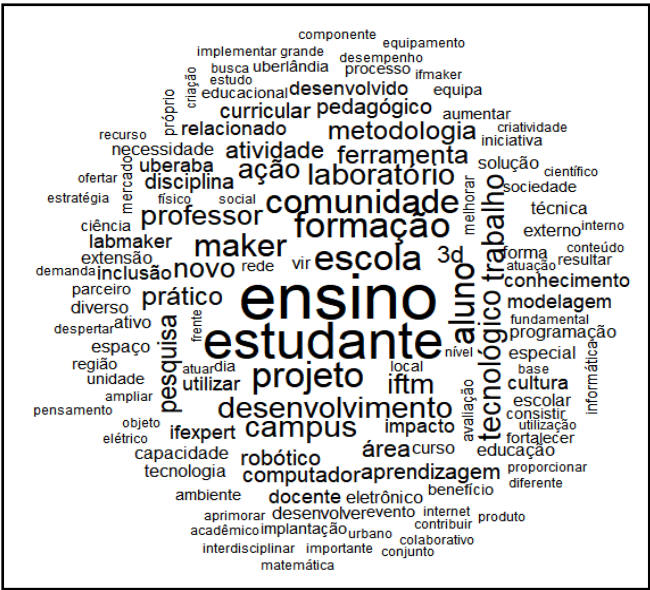 componente
equipamento
implementar grande
desempenho
busca uberlândia processo ifmaker
estudo
criação
educacional desenvolvido equipa
próprio
curricular pedagógico aumentar
recurso relacionado metodologia criatividade
iniciativa
necessidade atividade ferramenta
uberaba ação laboratório solução
científico
ofertar mercado disciplina sociedade
estratégia físico social comunidade melhorar
professor formação técnica
ciência externo interno
labmaker maker escola 3d forma conteúdo
extensão atuação resultar
demanda inclusão novo rede vir conhecimento
parceiro prático ensino aluno tecnológico trabalho modelagem
diverso fundamental
despertar ativo frente estudante programação
espaço pesquisa nível especial informática
região atuar dia local base
unidade utilizar projeto iftm cultura
ampliar escolar
pensamento desenvolvimento avaliação consistir
objeto utilização
elétrico ifexpert campus impacto fortalecer
capacidade área curso educação
robótico
tecnologia computador aprendizagem proporcionar
diferente
ambiente docente eletrônico benefício
aprimorar desenvolver evento internet produto
contribuir
acadêmico implantação urbano colaborativo
interdisciplinar importante conjunto
matemática